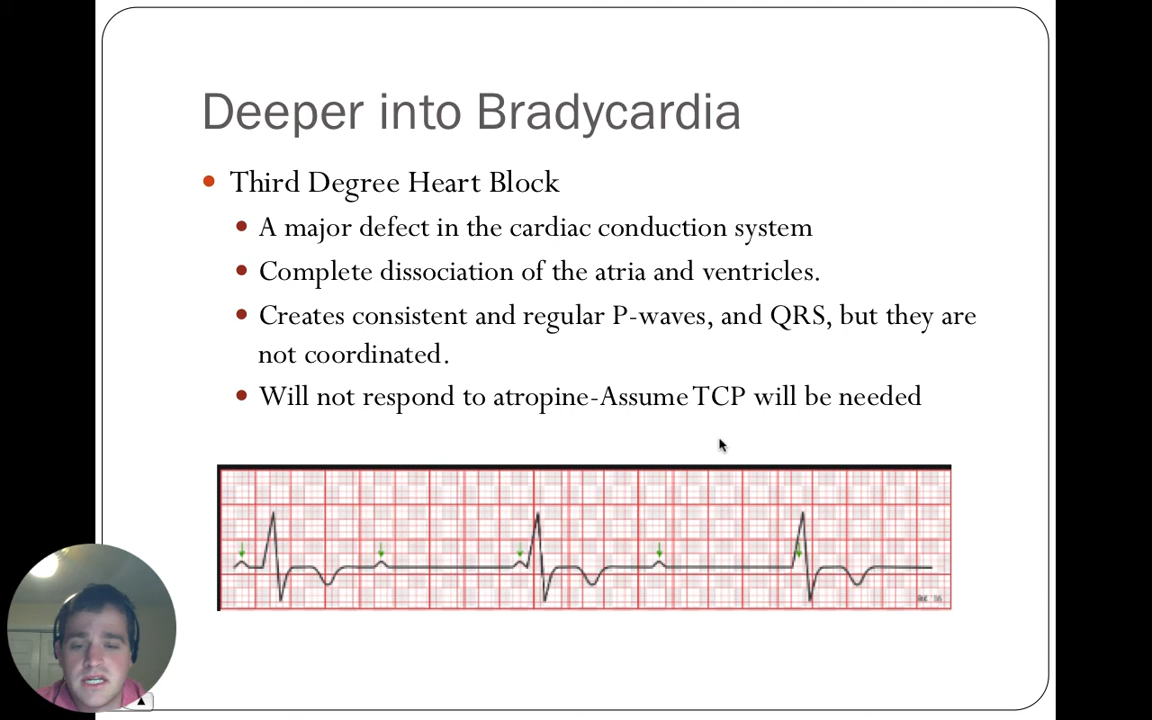 Deeper into Bradycardia
Third Degree Heart Block
A major defect in the cardiac conduction system
Complete dissociation of the atria and ventricles.
Creates consistent and regular P-waves, and QRS, but they are
not coordinated.
Will not respond to atropine-Assume TCP will be needed